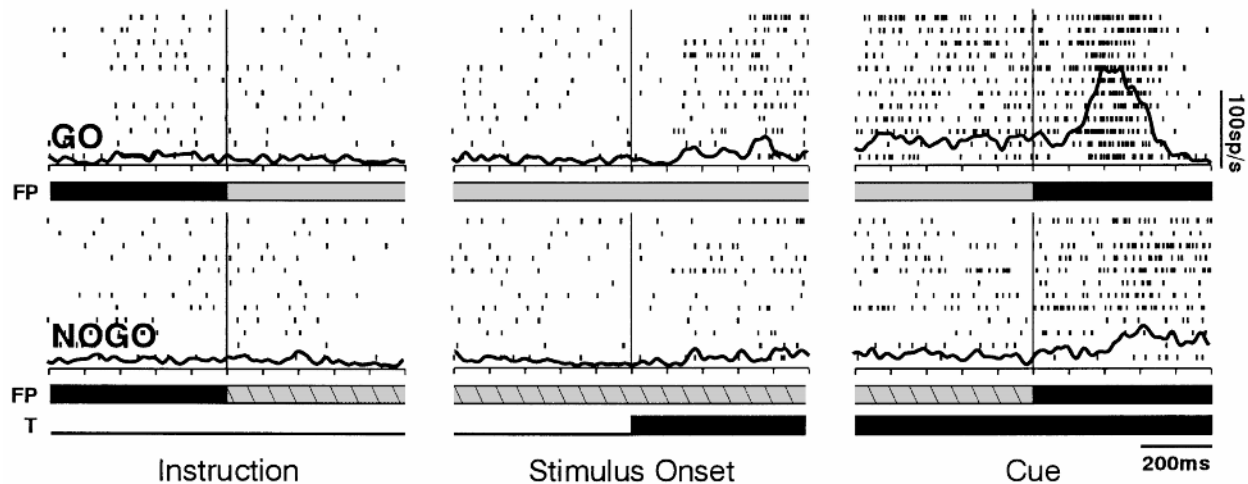 GO
100sp/s
FP
NOGO
FP
T
Instruction
Stimulus Onset
Cue
200ms